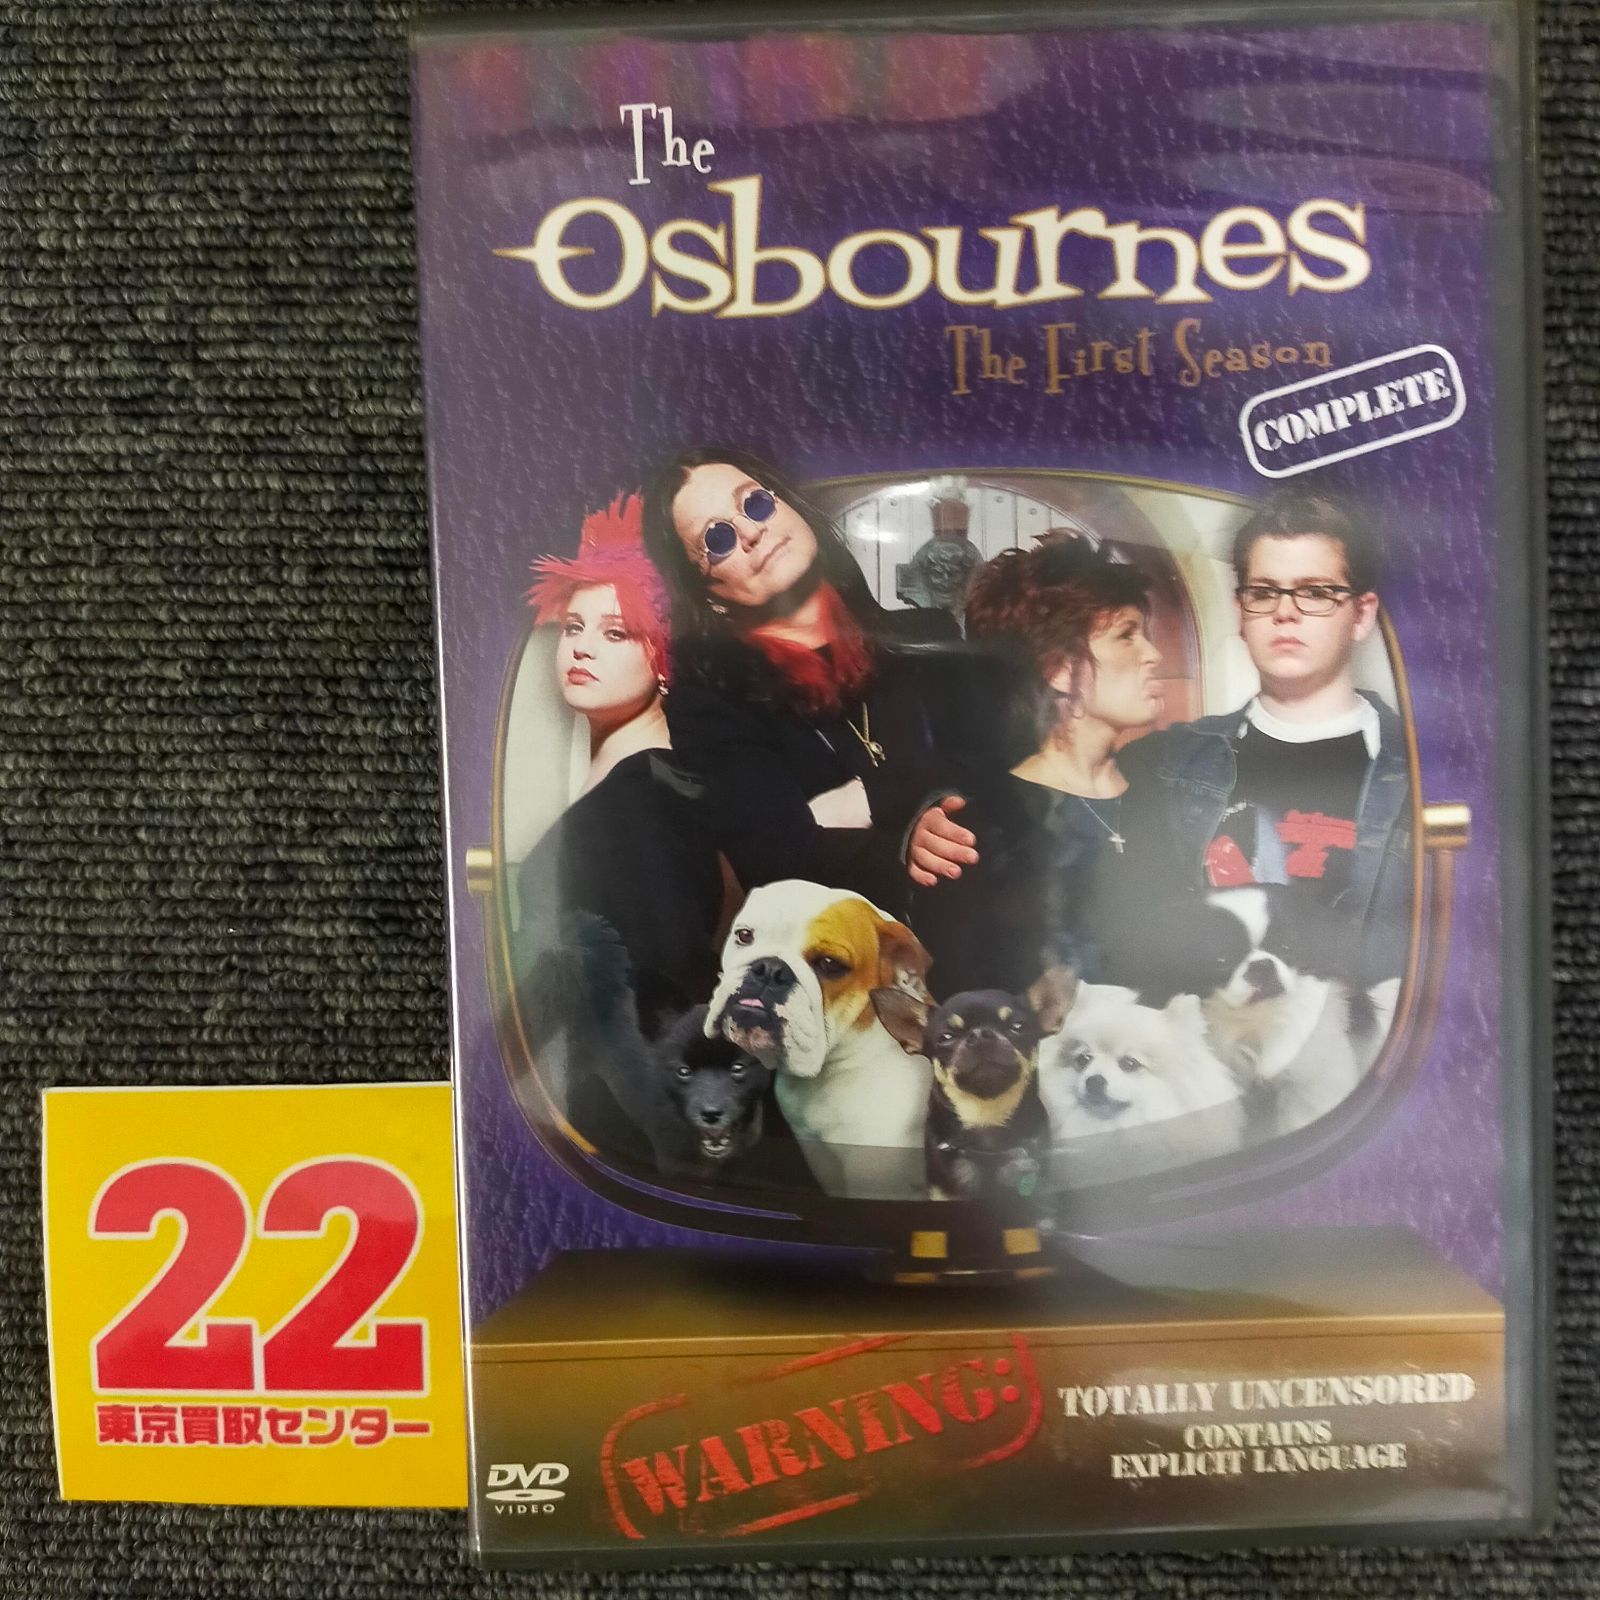 The
Osbournes
The First Season
COMPLETE
22
東京買取センター
WARNING:
TOTALLY UNCENSORED
CONTAINS
EXPLICIT LANGUAGE
DVD
VIDEO